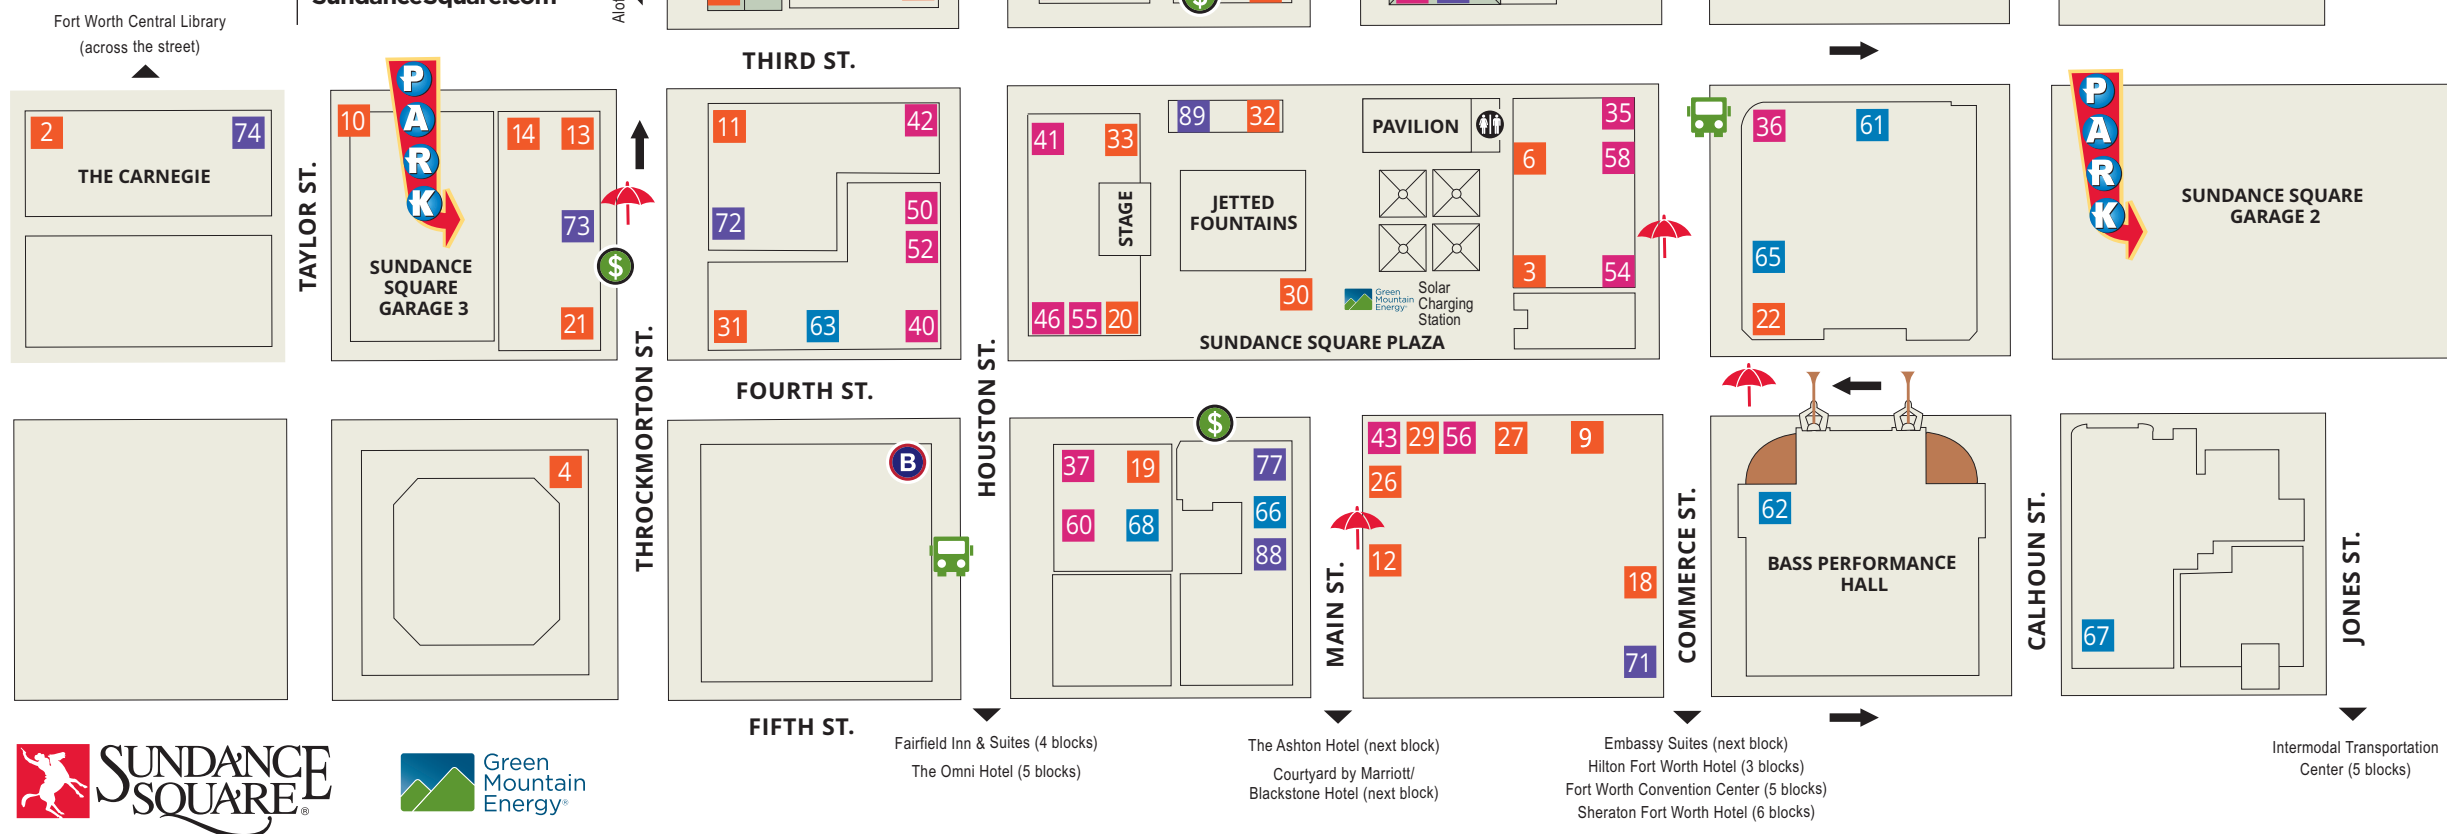 SundanceSquare.com
Fort Worth Central Library
(across the street)
Alof
$
THIRD ST.
PARK
PARK
2
74
THE CARNEGIE
TAYLOR ST.
10
14
13
73
21
SUNDANCE
SQUARE
GARAGE 3
$
THROCKMORTON ST.
11
42
72
50
52
31
63
40
HOUSTON ST.
41
33
STAGE
46
55
20
89
32
JETTED
FOUNTAINS
30
PAVILION
Green
Mountain
Energy®
Solar
Charging
Station
SUNDANCE SQUARE PLAZA
35
6
58
3
54
36
61
65
22
SUNDANCE SQUARE
GARAGE 2
FOURTH ST.
4
B
$
37
19
60
68
77
66
88
MAIN ST.
43
29
56
27
9
26
12
18
71
COMMERCE ST.
62
BASS PERFORMANCE
HALL
CALHOUN ST.
67
JONES ST.
FIFTH ST.
SUNDANCE
SQUARE®
Green
Mountain
Energy®
Fairfield Inn & Suites (4 blocks)
The Omni Hotel (5 blocks)
The Ashton Hotel (next block)
Courtyard by Marriott/
Blackstone Hotel (next block)
Embassy Suites (next block)
Hilton Fort Worth Hotel (3 blocks)
Fort Worth Convention Center (5 blocks)
Sheraton Fort Worth Hotel (6 blocks)
Intermodal Transportation
Center (5 blocks)